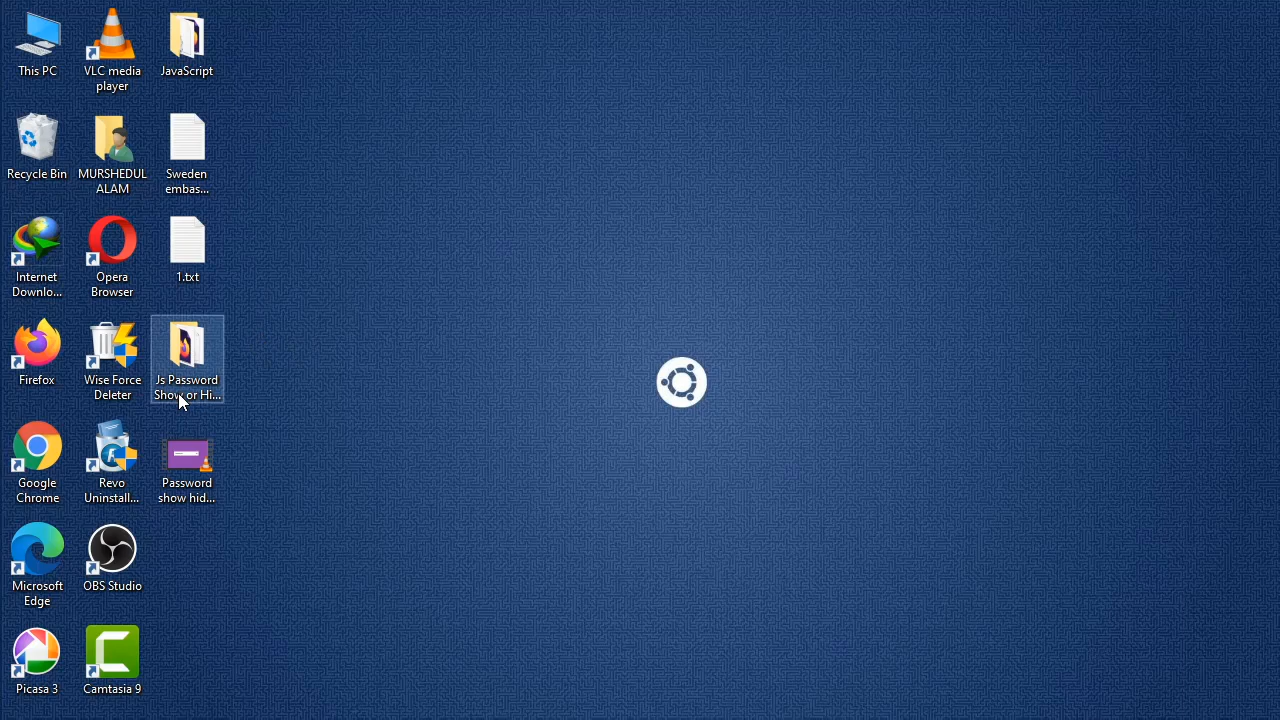 This PC
VLC media
player
JavaScript
Recycle Bin
MURSHEDUL
ALAM
Sweden
embas...
Internet
Downlo...
Opera
Browser
1.txt
Firefox
Wise Force
Deleter
Js Password
Show or Hi...
Google
Chrome
Revo
Uninstall...
Password
show hid...
Microsoft
Edge
OBS Studio
Picasa 3
Camtasia 9